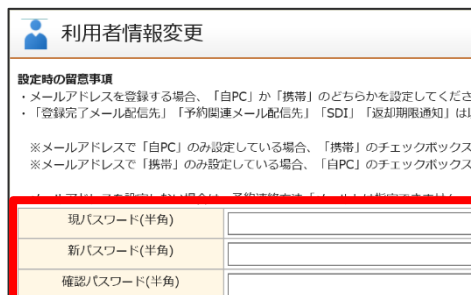 利用者情報変更
設定時の留意事項
・メールアドレスを登録する場合、「自PC」か「携帯」のどちらかを設定してくださ
・「登録完了メール配信先」「予約関連メール配信先」「SDI」「返却期限通知」は
※メールアドレスで「自PC」のみ設定している場合、「携帯」のチェックボックス
※メールアドレスで「携帯」のみ設定している場合、「自PC」のチェックボックス
現パスワード(半角)
新パスワード(半角)
確認パスワード(半角)